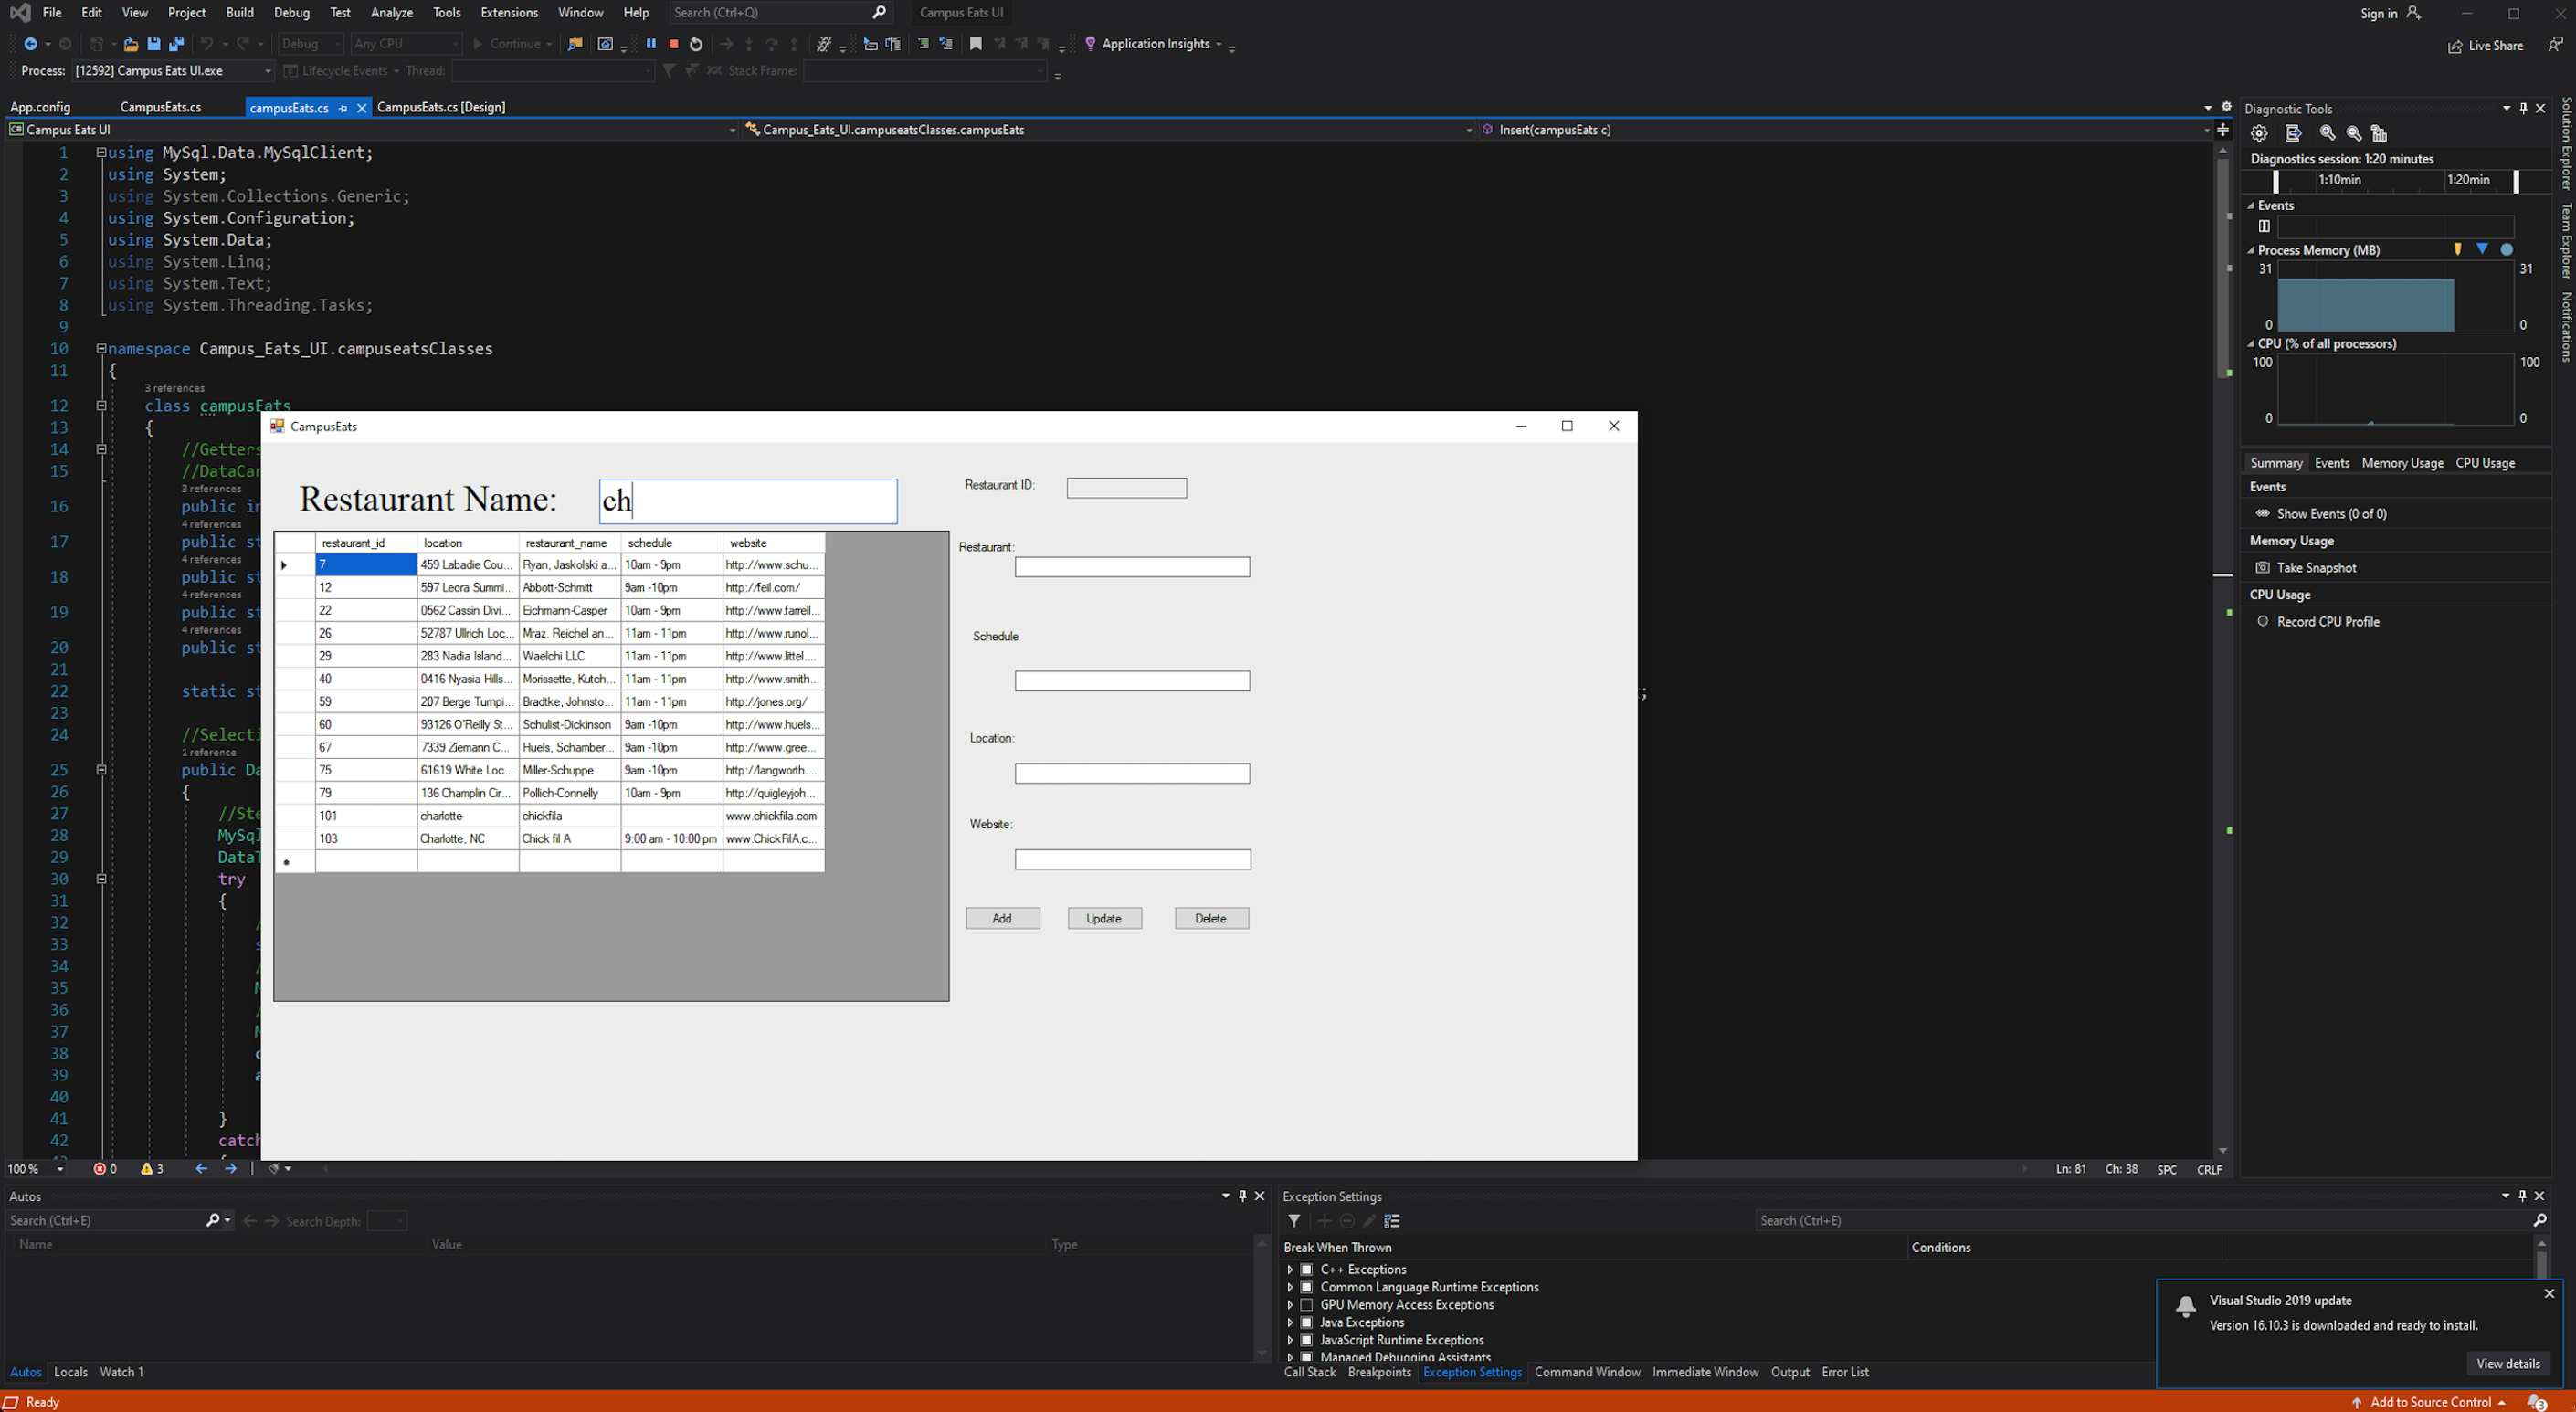 File Edit View Project Build Debug Test Analyze Tools Extensions Window Help Search (Ctrl+Q) Campus Eats UI Sign in
Debug Any CPU Continue Application Insights Live Share
Process: [12592] Campus Eats UI.exe Lifecycle Events Thread: Stack Frame:
App.config CampusEats.cs campusEats.cs CampusEats.cs [Design]
Campus Eats UI Campus_Eats_UI.campuseatsClasses.campusEats Insert(campusEats c)
1 using MySql.Data.MySqlClient;
2 using System;
3 using System.Collections.Generic;
4 using System.Configuration;
5 using System.Data;
6 using System.Linq;
7 using System.Text;
8 using System.Threading.Tasks;
9
10 namespace Campus_Eats_UI.campuseatsClasses
11 {
3 references
12 class campusEats
13 {
14 //Getters
15 //DataCar
3 references
16 public in
4 references
17 public st
4 references
18 public st
4 references
19 public st
4 references
20 public st
21
22 static st
;
23
24 //Selecti
1 reference
25 public Da
26 {
27 //Ste
28 MySql
29 DataT
30 try
31 {
32 /
33 s
34 /
35 M
36 /
37 M
38 c
39 a
40
41 }
42 catch
CampusEats
Restaurant Name: ch
restaurant_id location restaurant_name schedule website
7 459 Labadie Cou... Ryan, Jaskolski a... 10am - 9pm http://www.schu...
12 597 Leora Summi... Abbott-Schmitt 9am -10pm http://feil.com/
22 0562 Cassin Divi... Eichmann-Casper 10am - 9pm http://www.farrell...
26 52787 Ullrich Loc... Mraz, Reichel an... 11am - 11pm http://www.runol...
29 283 Nadia Island... Waelchi LLC 11am - 11pm http://www.littel....
40 0416 Nyasia Hills... Morissette, Kutch... 11am - 11pm http://www.smith...
59 207 Berge Turnpi... Bradtke, Johnsto... 11am - 11pm http://jones.org/
60 93126 O'Reilly St... Schulist-Dickinson 9am -10pm http://www.huels...
67 7339 Ziemann C... Huels, Schamber... 9am -10pm http://www.gree...
75 61619 White Loc... Miller-Schuppe 9am -10pm http://langworth....
79 136 Champlin Cir... Pollich-Connelly 10am - 9pm http://quigleyjoh...
101 charlotte chickfila www.chickfila.com
103 Charlotte, NC Chick fil A 9:00 am - 10:00 pm www.ChickFilA.c...
Restaurant ID:
Restaurant:
Schedule
Location:
Website:
Add Update Delete
100 % 0 3 Ln: 81 Ch: 38 SPC CRLF
Diagnostic Tools
Diagnostics session: 1:20 minutes
1:10min 1:20min
Events
Process Memory (MB)
31 31
0 0
CPU (% of all processors)
100 100
0 0
Summary Events Memory Usage CPU Usage
Events
Show Events (0 of 0)
Memory Usage
Take Snapshot
CPU Usage
Record CPU Profile
Solution Explorer
Team Explorer
Notifications
Autos
Search (Ctrl+E) Search Depth:
Name Value Type
Autos Locals Watch 1
Exception Settings
Search (Ctrl+E)
Break When Thrown Conditions
C++ Exceptions
Common Language Runtime Exceptions
GPU Memory Access Exceptions
Java Exceptions
JavaScript Runtime Exceptions
Managed Debugging Assistants
Call Stack Breakpoints Exception Settings Command Window Immediate Window Output Error List
Visual Studio 2019 update
Version 16.10.3 is downloaded and ready to install.
View details
Ready Add to Source Control 3